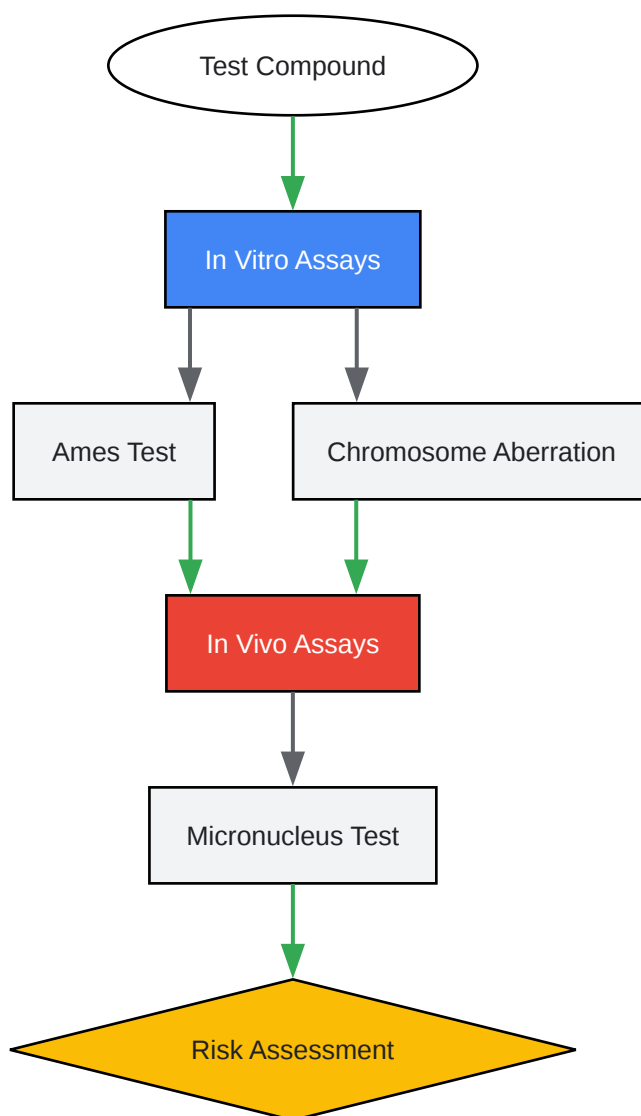 Test Compound
In Vitro Assays
Ames Test
Chromosome Aberration
In Vivo Assays
Micronucleus Test
Risk Assessment